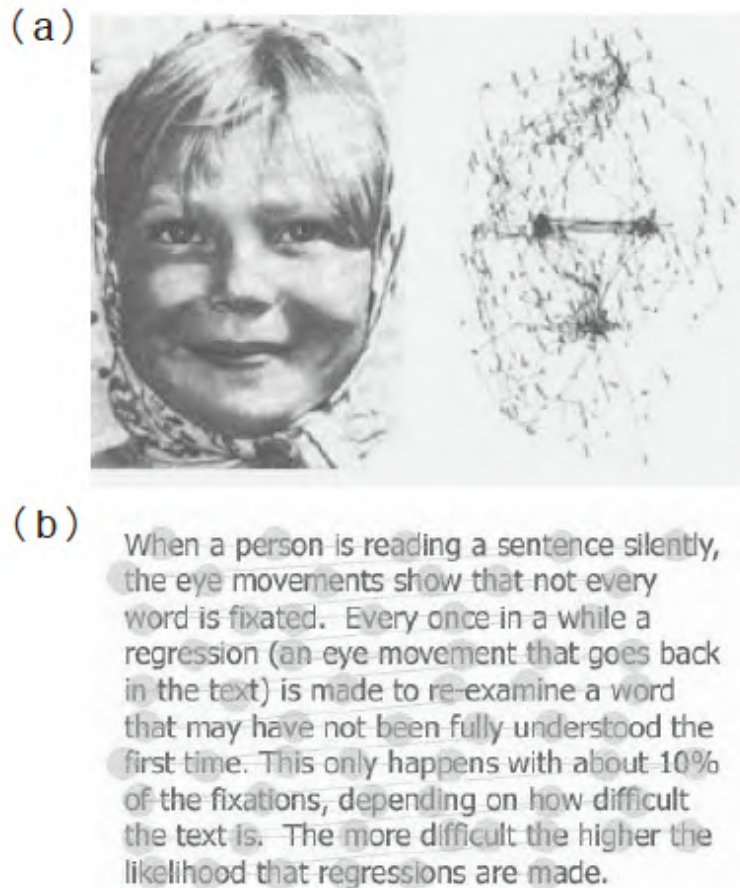 (a)
(b)
When a person is reading a sentence silently,
the eye movements show that not every
word is fixated. Every once in a while a
regression (an eye movement that goes back
in the text) is made to re-examine a word
that may have not been fully understood the
first time. This only happens with about 10%
of the fixations, depending on how difficult
the text is. The more difficult the higher the
likelihood that regressions are made.